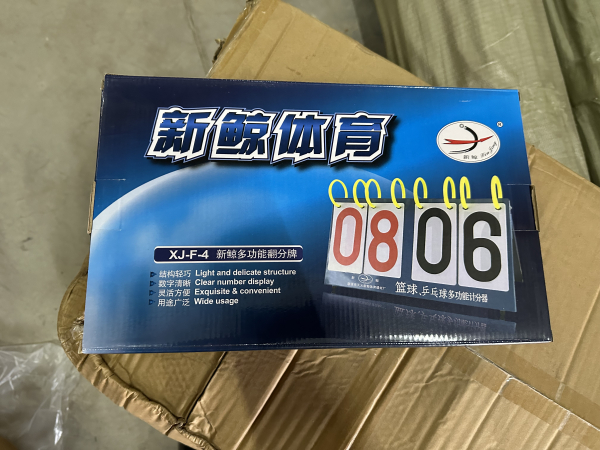 新鲸体育
新鲸
08 06
XJ-F-4 新鲸多功能翻分牌
结构轻巧 Light and delicate structure
数字清晰 Clear number display
灵活方便 Exquisite & convenient
用途广泛 Wide usage
篮球、乒乓球多功能计分器